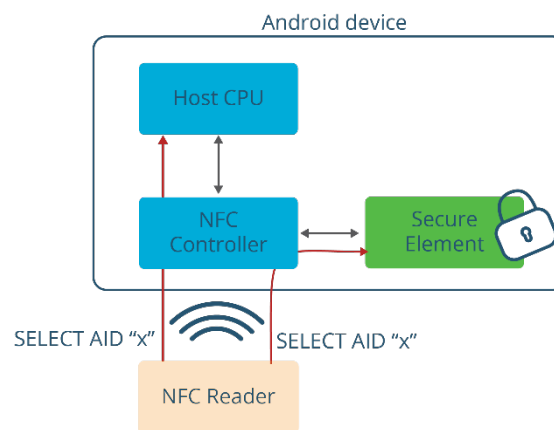 Android device
Host CPU
NFC
Controller
Secure
Element
SELECT AID “x”
SELECT AID “x”
NFC Reader